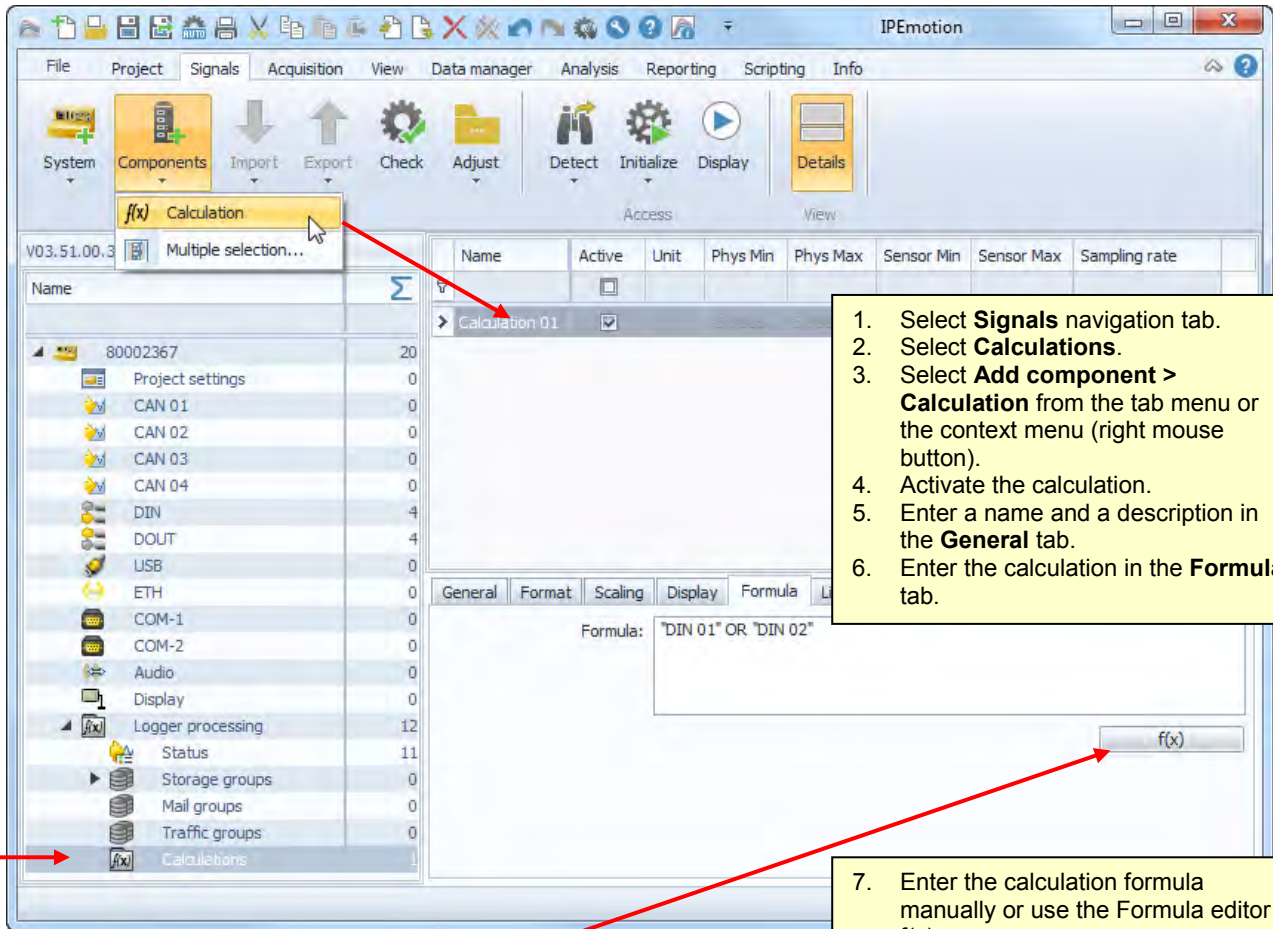 IPEmotion
File Project Signals Acquisition View Data manager Analysis Reporting Scripting Info
AUTO
System Components Import Export Check Adjust Detect Initialize Display Details
Access View
f(x) Calculation
Multiple selection...
V03.51.00.3
Name Σ
80002367 20
Project settings 0
CAN 01 0
CAN 02 0
CAN 03 0
CAN 04 0
DIN 4
DOUT 4
USB 0
ETH 0
COM-1 0
COM-2 0
Audio 0
Display 0
f(x) Logger processing 12
Status 11
Storage groups 0
Mail groups 0
Traffic groups 0
f(x) Calculations 1
Name Active Unit Phys Min Phys Max Sensor Min Sensor Max Sampling rate
Calculation 01
1. Select Signals navigation tab.
2. Select Calculations.
3. Select Add component >
Calculation from the tab menu or
the context menu (right mouse
button).
4. Activate the calculation.
5. Enter a name and a description in
the General tab.
6. Enter the calculation in the Formula
tab.
General Format Scaling Display Formula Li
Formula: "DIN 01" OR "DIN 02"
f(x)
7. Enter the calculation formula
manually or use the Formula editor